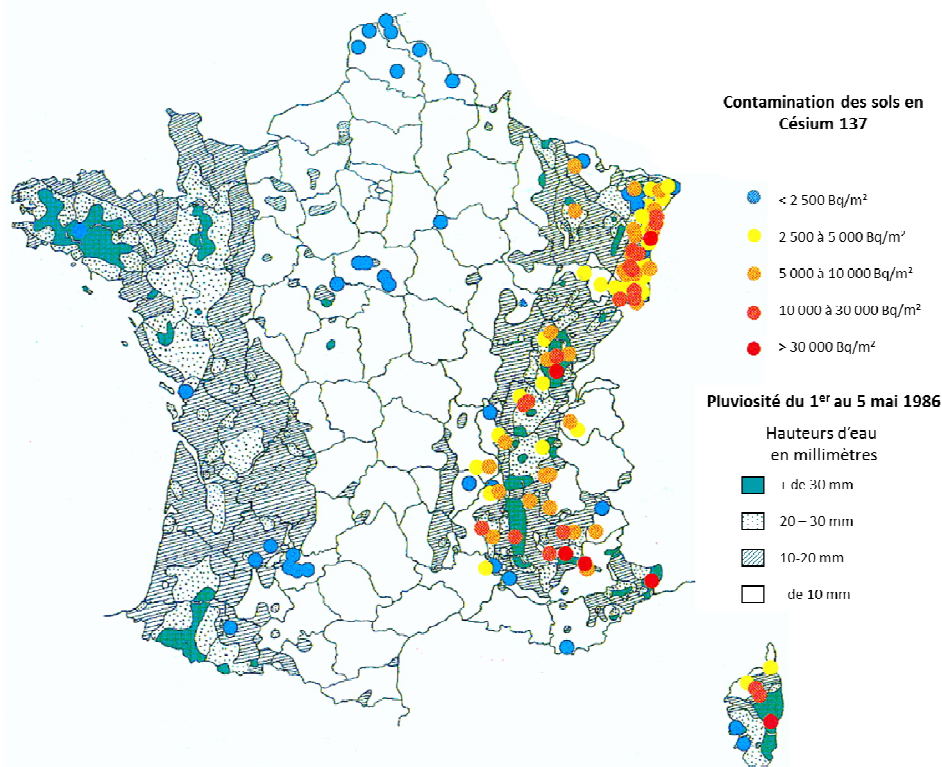 Contamination des sols en
Césium 137
< 2 500 Bq/m²
2 500 à 5 000 Bq/m²
5 000 à 10 000 Bq/m²
10 000 à 30 000 Bq/m²
> 30 000 Bq/m²
Pluviosité du 1er au 5 mai 1986
Hauteurs d'eau
en millimètres
+ de 30 mm
20 – 30 mm
10-20 mm
de 10 mm